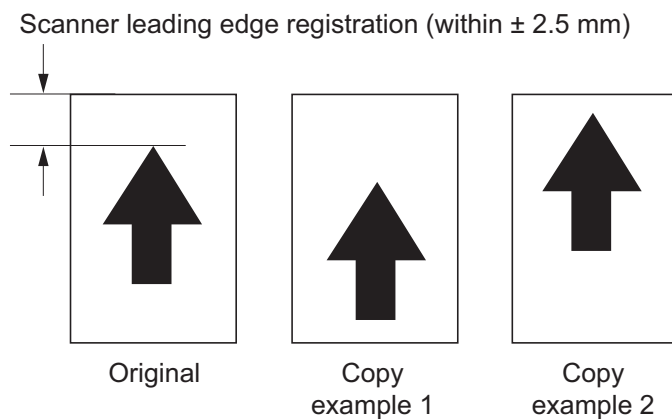 Scanner leading edge registration (within ± 2.5 mm)
Original
Copy
example 1
Copy
example 2